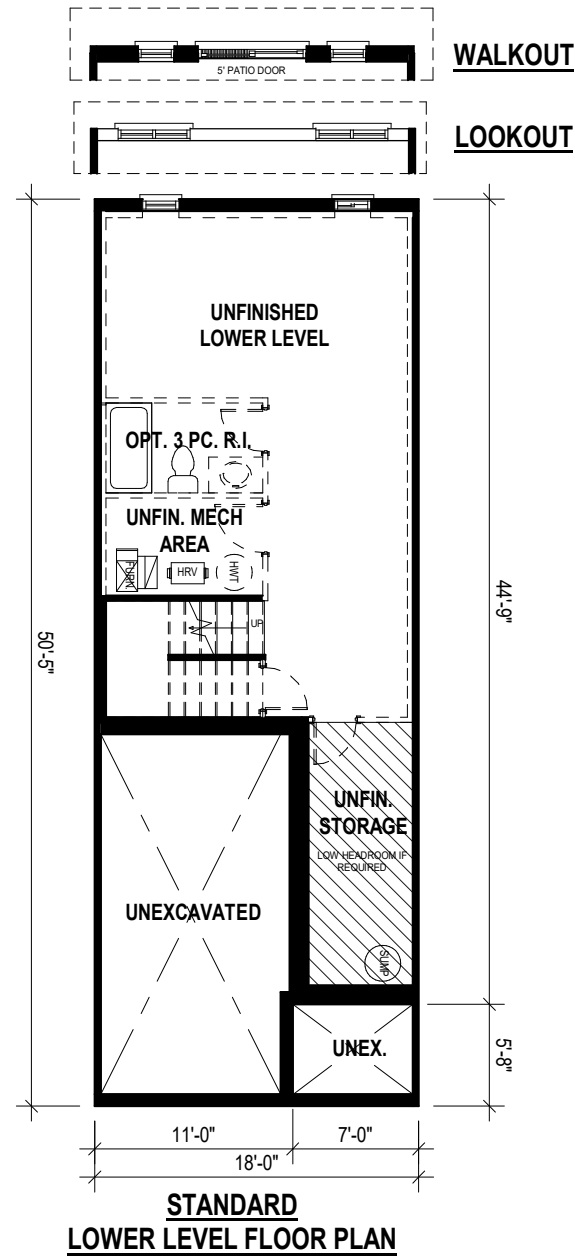 WALKOUT
5' PATIO DOOR
LOOKOUT
UNFINISHED
LOWER LEVEL
OPT. 3 PC. R.I.
UNFIN. MECH
AREA
FURN
HRV
HWT
UP
44'-9"
50'-5"
UNFIN.
STORAGE
LOW HEADROOM IF
REQUIRED
UNEXCAVATED
SUMP
UNEX.
5'-8"
11'-0"
7'-0"
18'-0"
STANDARD
LOWER LEVEL FLOOR PLAN